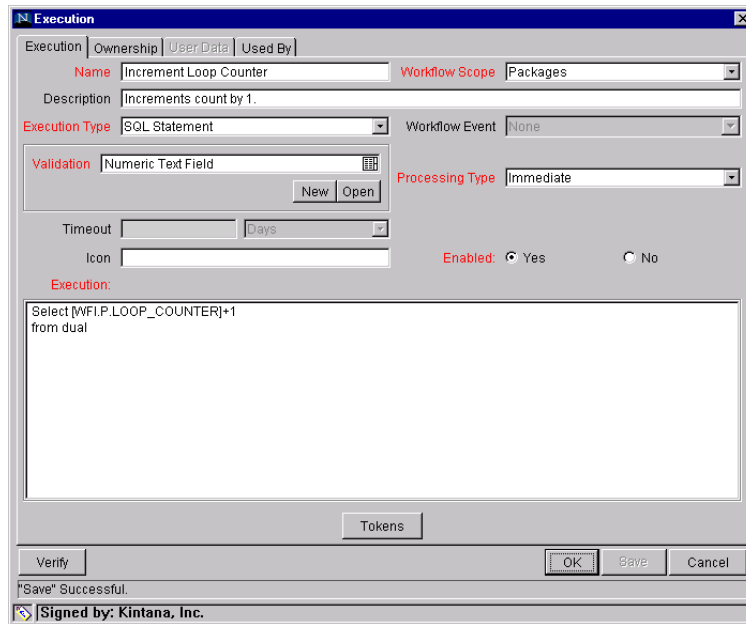 Execution
Execution Ownership User Data Used By
Name Increment Loop Counter Workflow Scope Packages
Description Increments count by 1.
Execution Type SQL Statement Workflow Event None
Validation Numeric Text Field
New Open
Processing Type Immediate
Timeout Days
Icon Enabled: Yes No
Execution:
Select [WFI.P.LOOP_COUNTER]+1
from dual
Tokens
Verify OK Save Cancel
"Save" Successful.
Signed by: Kintana, Inc.